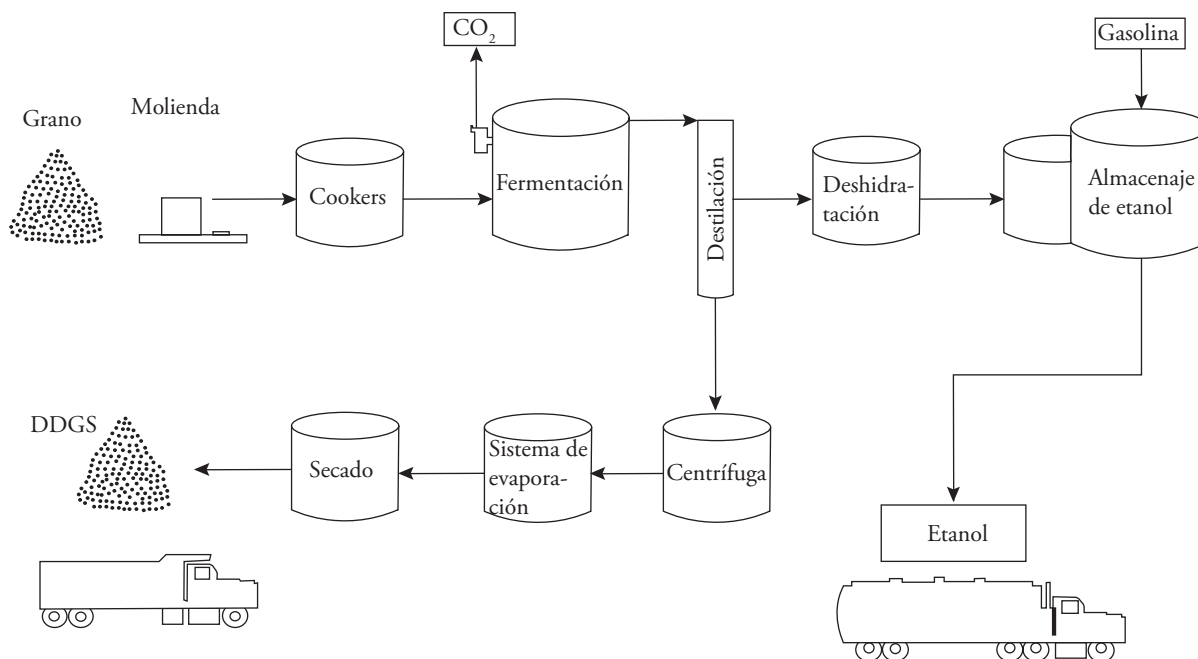 CO₂
Gasolina
Grano
Molienda
Cookers
Fermentación
Destilación
Deshidra-
tación
Almacenaje
de etanol
DDGS
Secado
Sistema de
evapora-
ción
Centrífuga
Etanol